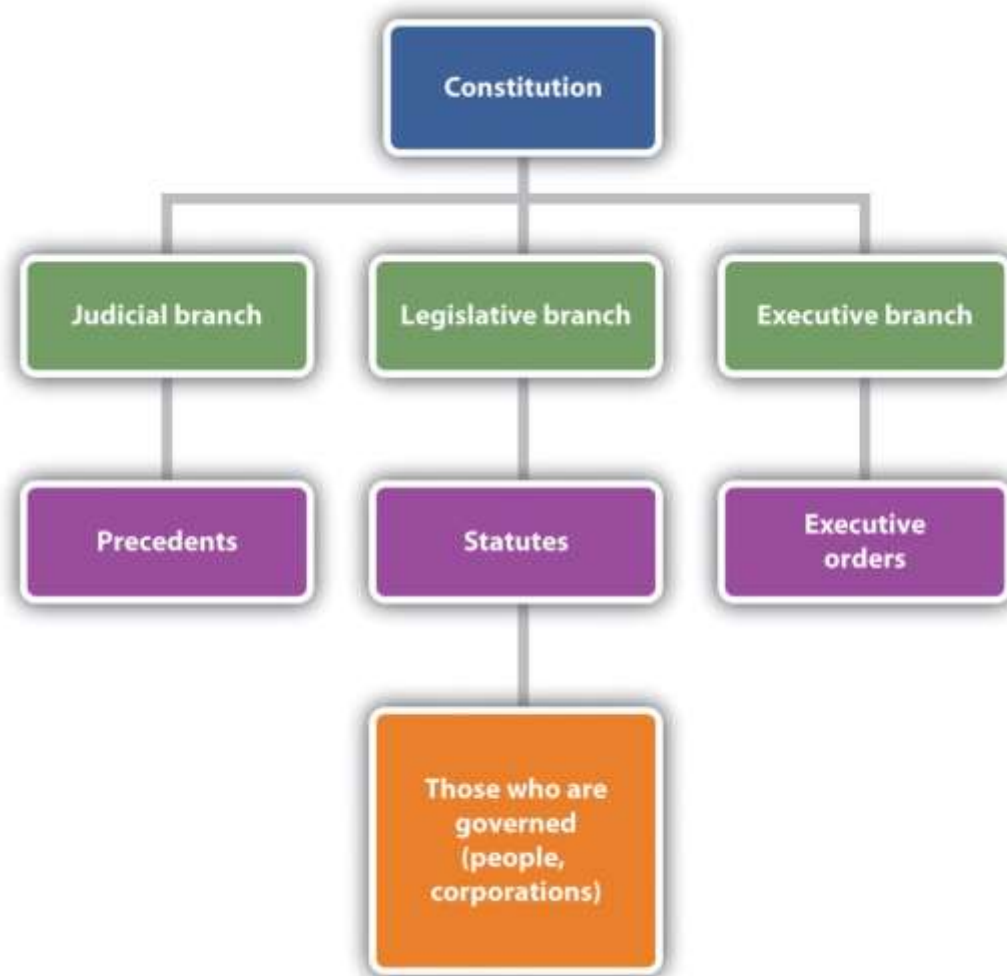 Constitution
Judicial branch
Legislative branch
Executive branch
Precedents
Statutes
Executive
orders
Those who are
governed
(people,
corporations)